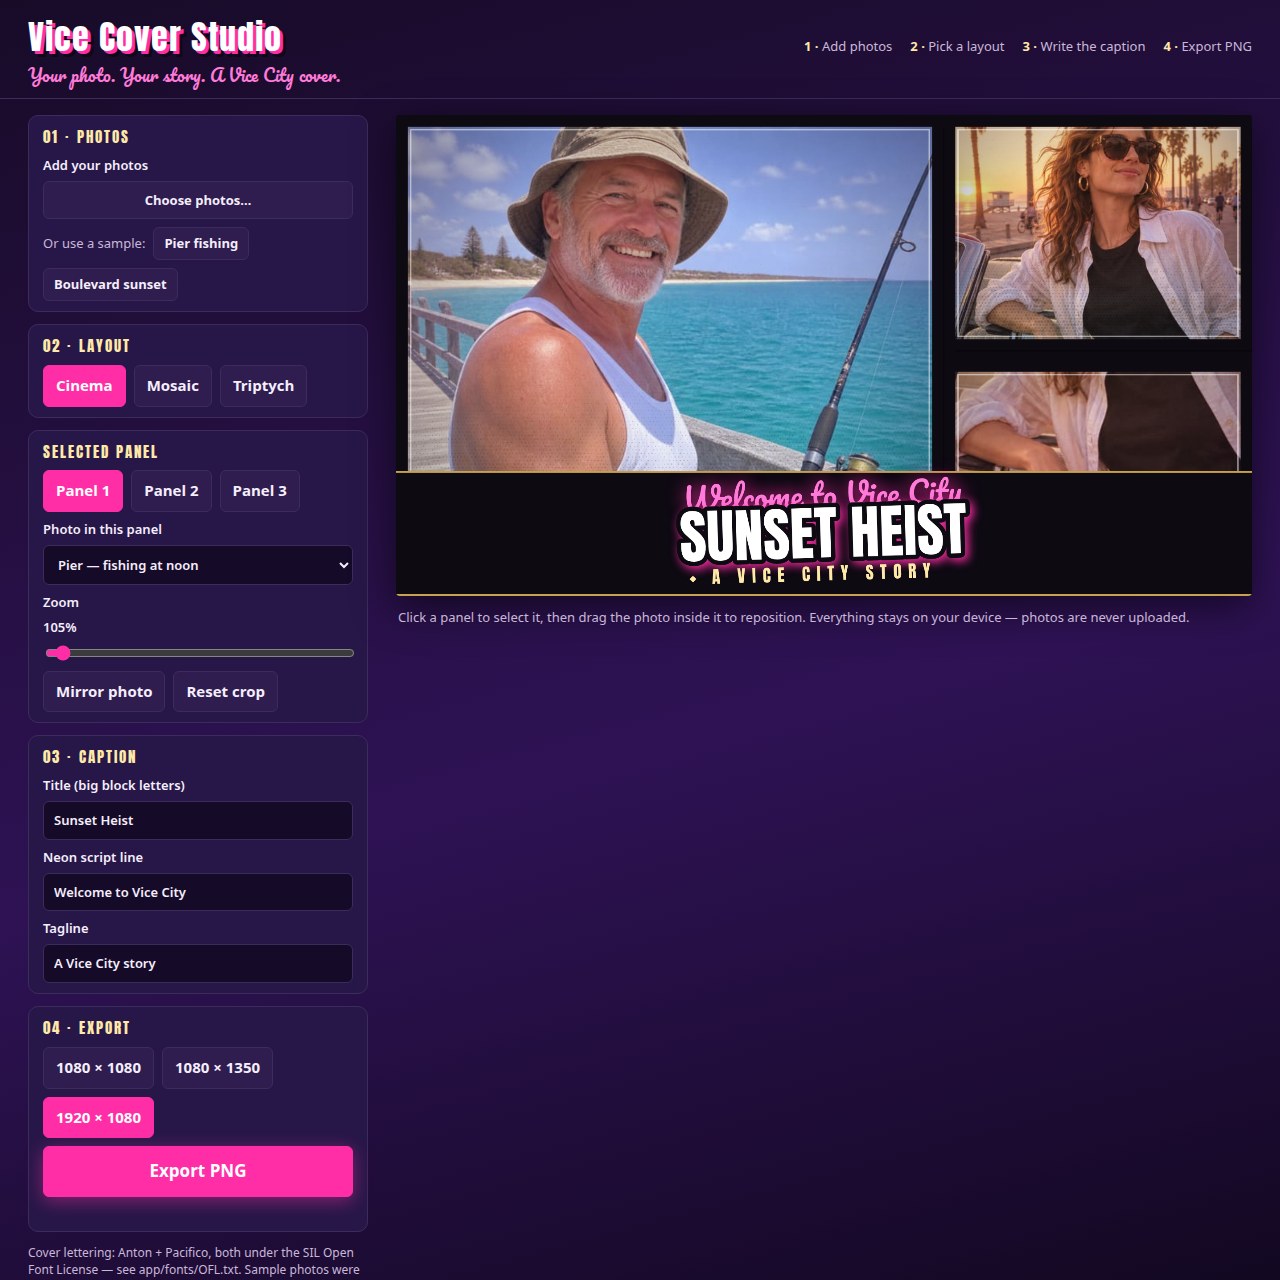 Vice Cover Studio
Your photo. Your story. A Vice City cover.
1 · Add photos 2 · Pick a layout 3 · Write the caption 4 · Export PNG
01 · PHOTOS
Add your photos
Choose photos...
Or use a sample: Pier fishing
Boulevard sunset
02 · LAYOUT
Cinema Mosaic Triptych
SELECTED PANEL
Panel 1 Panel 2 Panel 3
Photo in this panel
Pier — fishing at noon
Zoom
105%
Mirror photo Reset crop
03 · CAPTION
Title (big block letters)
Sunset Heist
Neon script line
Welcome to Vice City
Tagline
A Vice City story
04 · EXPORT
1080 × 1080 1080 × 1350
1920 × 1080
Export PNG
Cover lettering: Anton + Pacifico, both under the SIL Open
Font License — see app/fonts/OFL.txt. Sample photos were
Welcome to Vice City
SUNSET HEIST
◆ A VICE CITY STORY
Click a panel to select it, then drag the photo inside it to reposition. Everything stays on your device — photos are never uploaded.